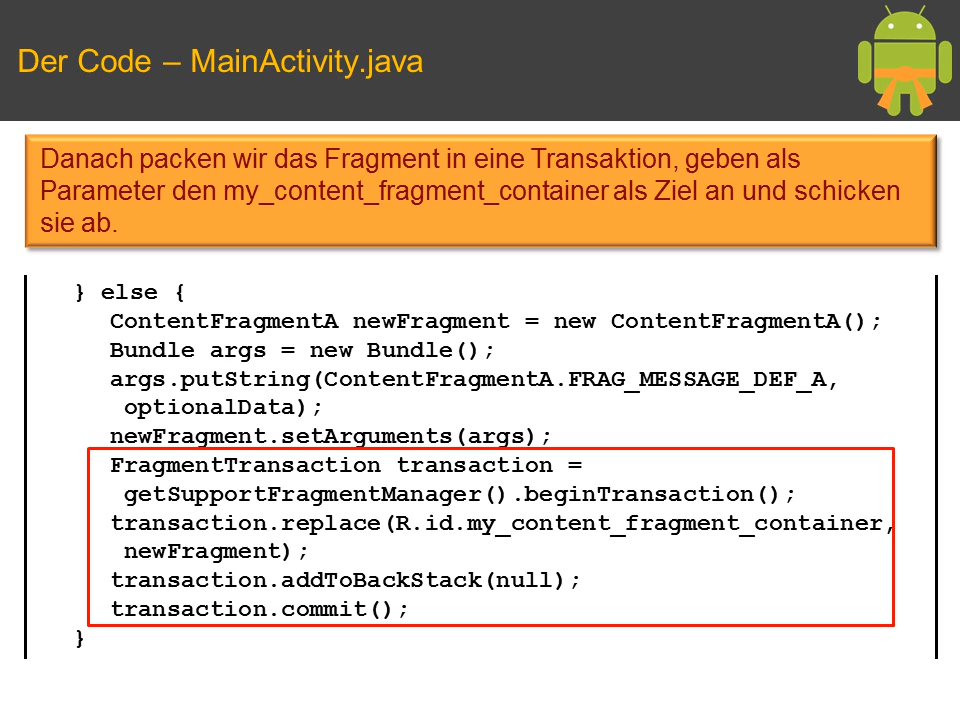 Der Code – MainActivity.java
Danach packen wir das Fragment in eine Transaktion, geben als
Parameter den my_content_fragment_container als Ziel an und schicken
sie ab.
} else {
ContentFragmentA newFragment = new ContentFragmentA();
Bundle args = new Bundle();
args.putString(ContentFragmentA.FRAG_MESSAGE_DEF_A,
optionalData);
newFragment.setArguments(args);
FragmentTransaction transaction =
getSupportFragmentManager().beginTransaction();
transaction.replace(R.id.my_content_fragment_container,
newFragment);
transaction.addToBackStack(null);
transaction.commit();
}